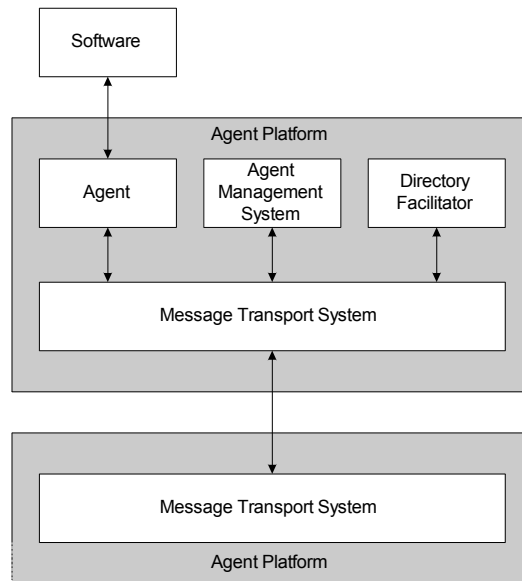 Software
Agent Platform
Agent
Agent
Management
System
Directory
Facilitator
Message Transport System
Message Transport System
Agent Platform